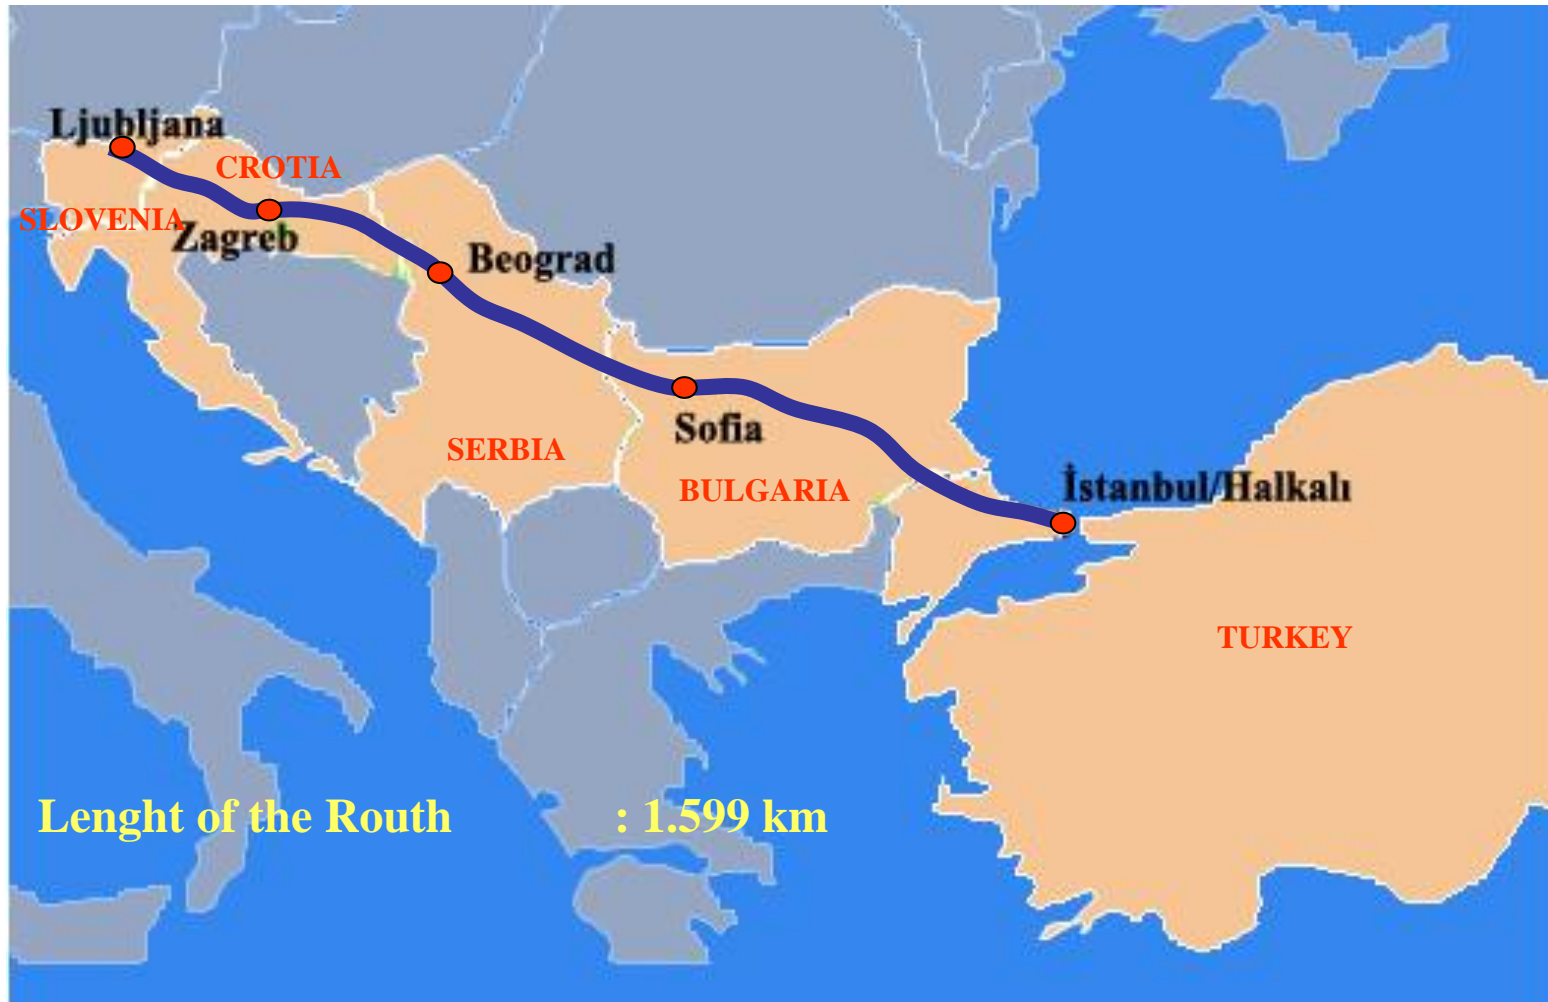 Ljubljana
CROTIA
SLOVENIA
Zagreb
Beograd
Sofia
SERBIA
BULGARIA
İstanbul/Halkalı
TURKEY
Lenght of the Routh : 1.599 km